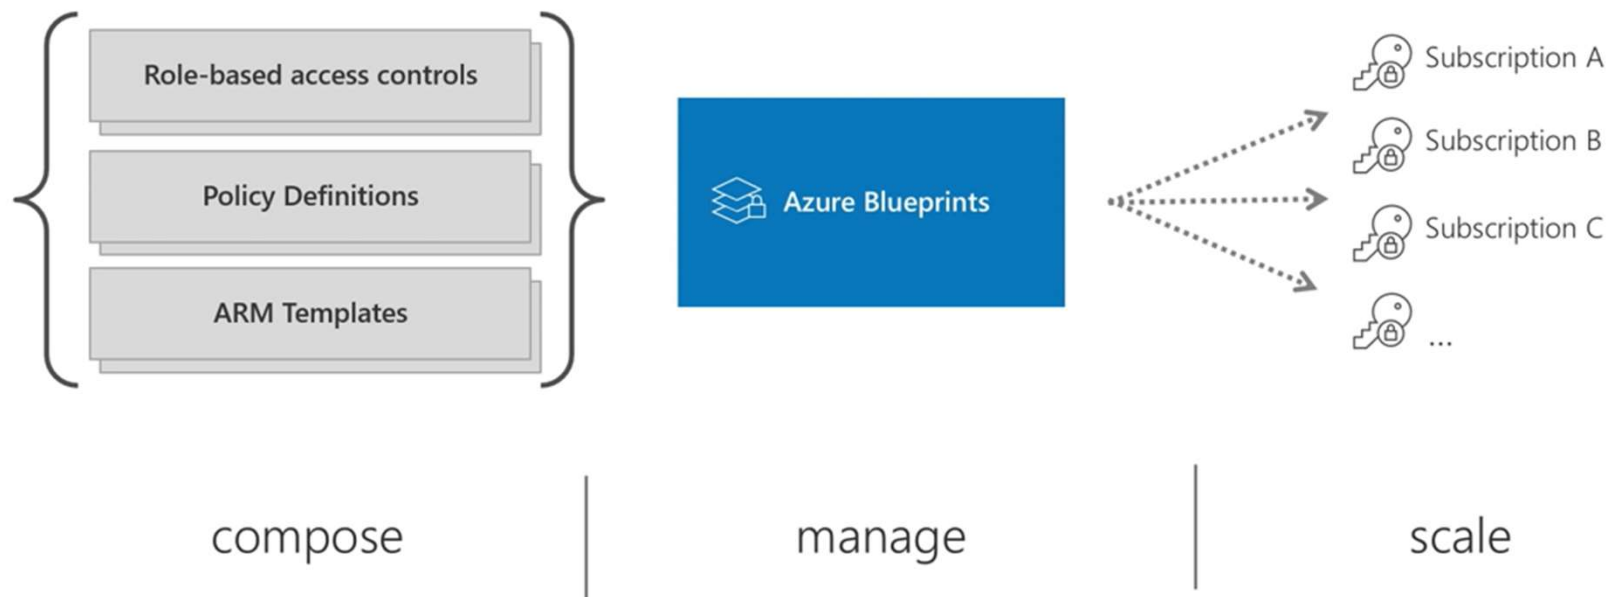 Role-based access controls
Policy Definitions
ARM Templates
Azure Blueprints
Subscription A
Subscription B
Subscription C
...
compose
manage
scale